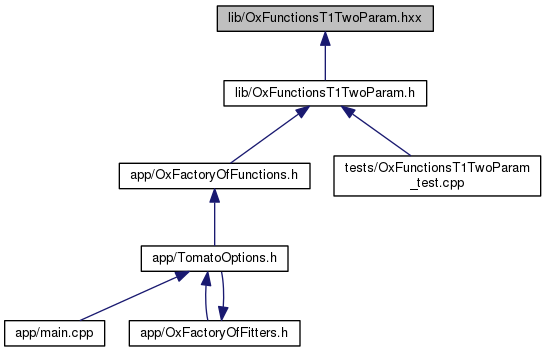 lib/OxFunctionsT1TwoParam.hxx
lib/OxFunctionsT1TwoParam.h
app/OxFactoryOfFunctions.h
tests/OxFunctionsT1TwoParam
_test.cpp
app/TomatoOptions.h
app/main.cpp
app/OxFactoryOfFitters.h